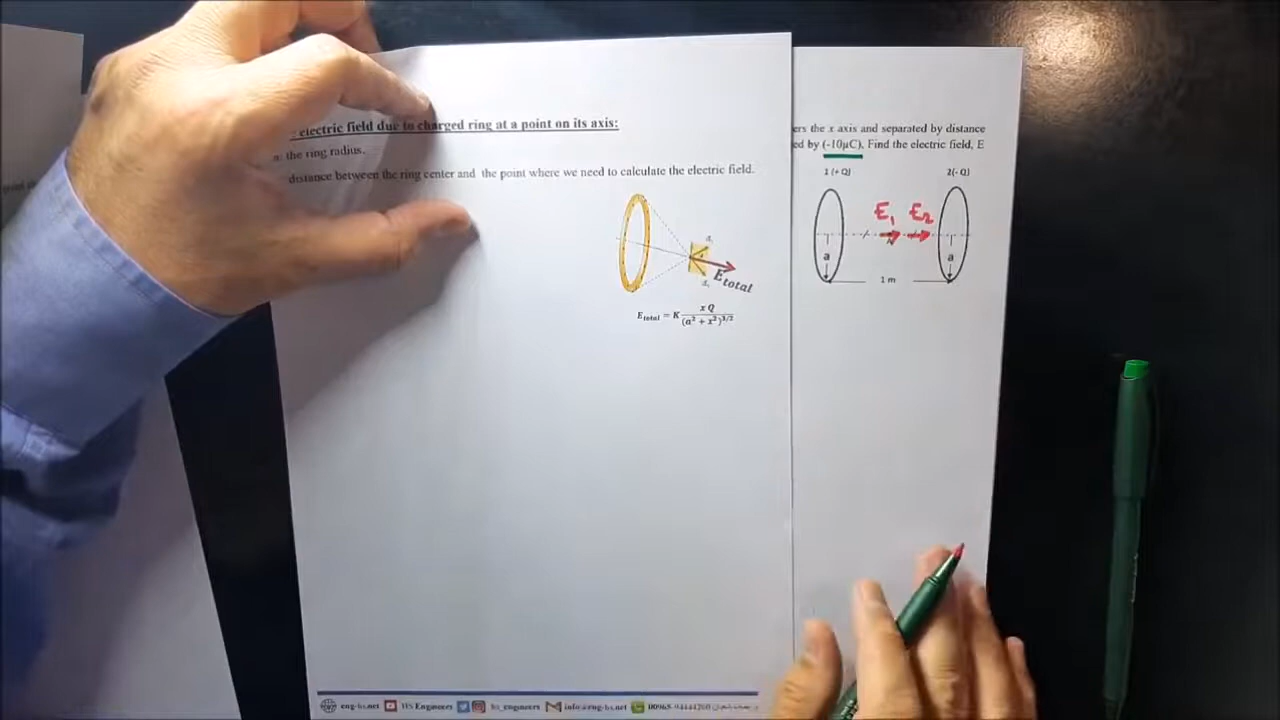 electric field due to charged ring at a point on its axis:
a: the ring radius.
distance between the ring center and the point where we need to calculate the electric field.
E total
E total = K x Q / (a² + x²)^3/2
ers the x axis and separated by distance
ed by (-10µC). Find the electric field, E
1 (+ Q) 2(- Q)
E₁ E₂
a a
1 m
eng-hs.net HS Engineers hs_engineers info@eng-hs.net